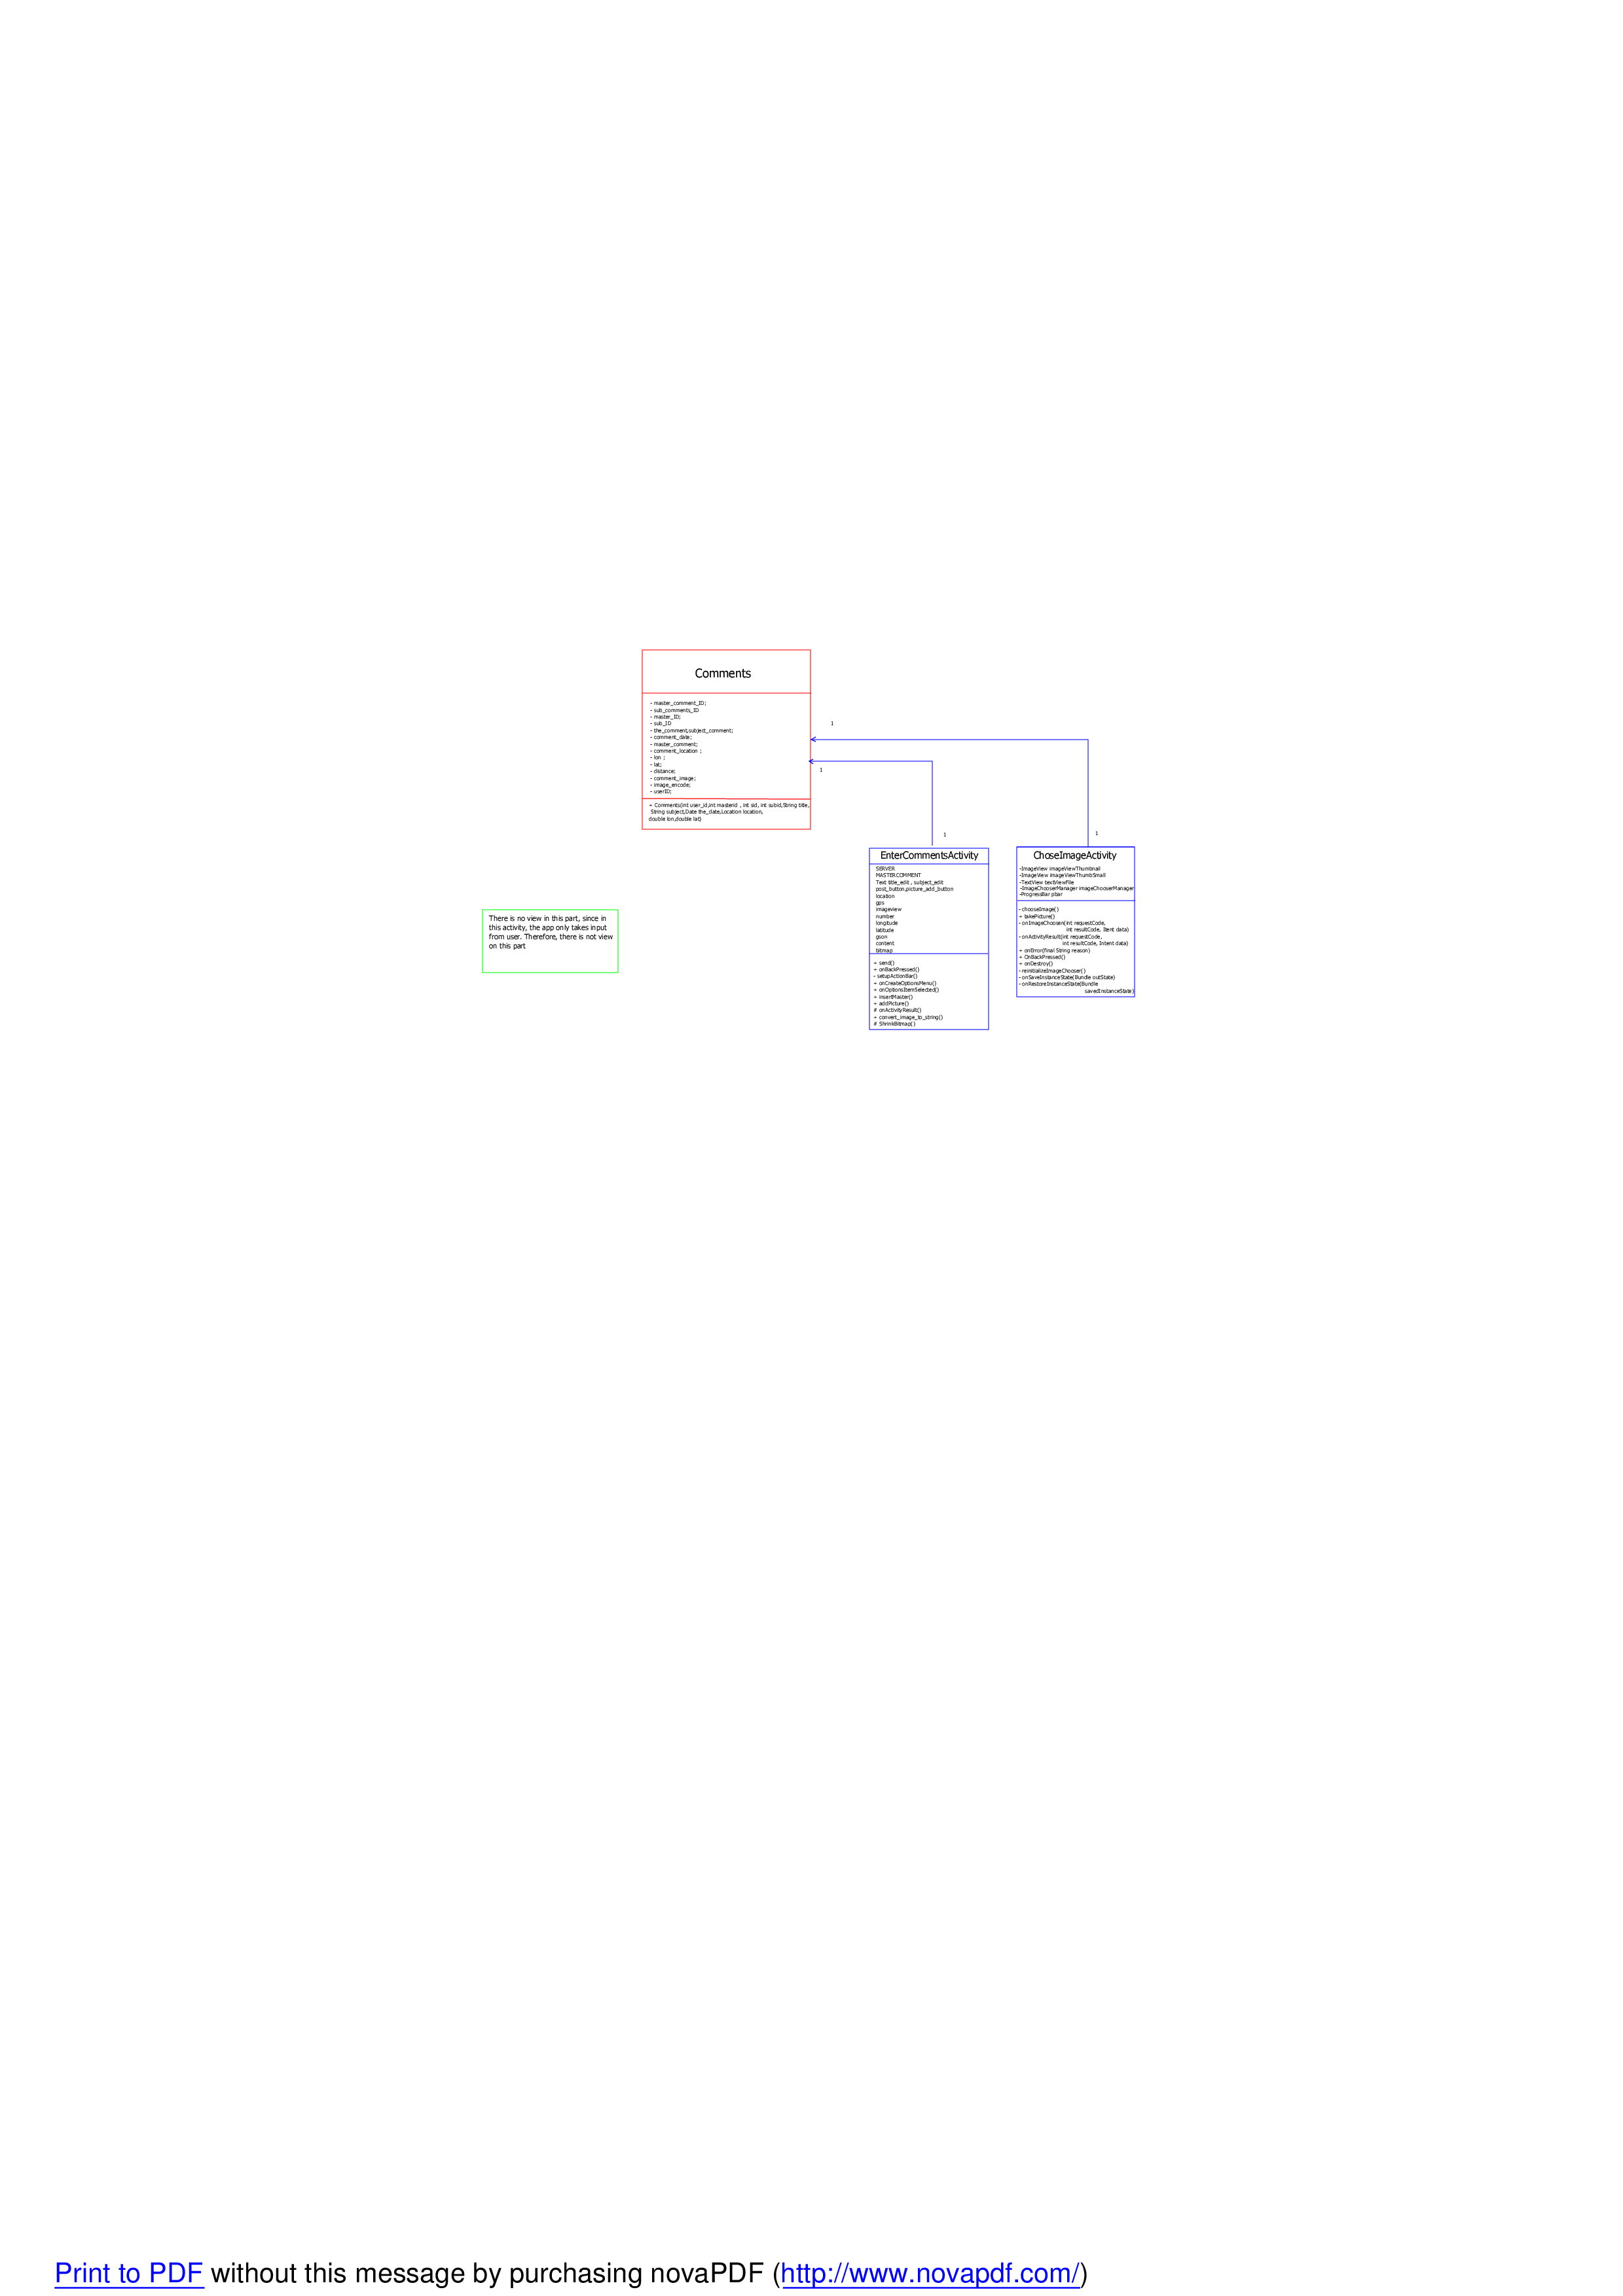 Comments
- master_comment_ID;
- sub_comments_ID
- master_ID;
- sub_ID
- the_comment,subject_comment;
- comment_date;
- master_comment;
- comment_location ;
- lon ;
- lat;
- distance;
- comment_image;
- image_encode;
- userID;
+ Comments(int user_id,int masterid , int sid, int subid,String title,
String subject,Date the_date,Location location,
double lon,double lat)
1
1
1
1
EnterCommentsActivity
SERVER
MASTERCOMMENT
Text title_edit , subject_edit
post_button,picture_add_button
location
gps
imageview
number
longitude
latitude
gson
content
bitmap
+ send()
+ onBackPressed()
- setupActionBar()
+ onCreateOptionsMenu()
+ onOptionsItemSelected()
+ insertMaster()
+ addPicture()
# onActivityResult()
+ convert_image_to_string()
# ShrinkBitmap()
ChoseImageActivity
-ImageView imageViewThumbnail
-ImageView imageViewThumbSmall
-TextView textViewFile
-ImageChooserManager imageChooserManager
-ProgressBar pbar
- chooseImage()
+ takePicture()
- onImageChoosen(int requestCode,
int resultCode, Itent data)
- onActivityResult(int requestCode,
int resultCode, Intent data)
+ onError(final String reason)
+ OnBackPressed()
+ onDestroy()
- reinitializeImageChooser()
- onSaveInstanceState(Bundle outState)
- onRestoreInstanceState(Bundle
savedInstanceState)
There is no view in this part, since in
this activity, the app only takes input
from user. Therefore, there is not view
on this part
Print to PDF without this message by purchasing novaPDF (http://www.novapdf.com/)